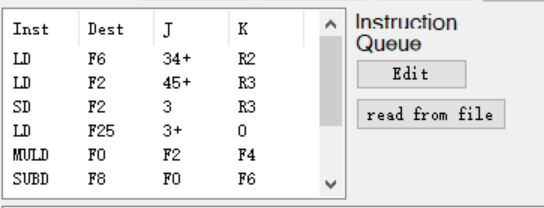 Inst Dest J K
LD F6 34+ R2
LD F2 45+ R3
SD F2 3 R3
LD F25 3+ 0
MULD F0 F2 F4
SUBD F8 F0 F6
Instruction
Queue
Edit
read from file